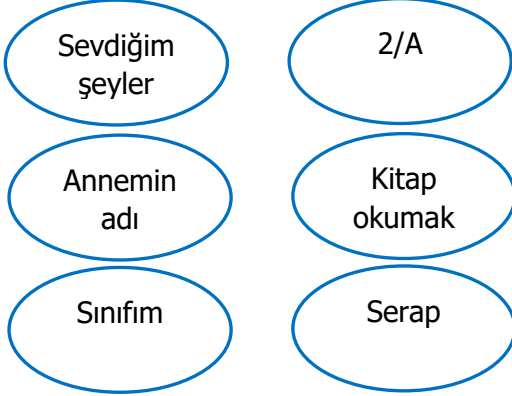 Sevdiğim
şeyler
2/A
Annemin
adı
Kitap
okumak
Sınıfım
Serap